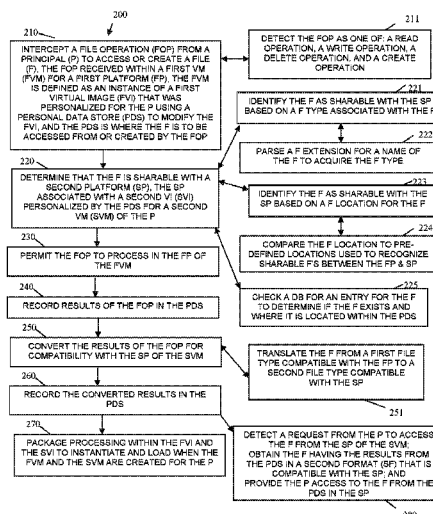 200
210
INTERCEPT A FILE OPERATION (FOP) FROM A
PRINCIPAL (P) TO ACCESS OR CREATE A FILE
(F), THE FOP RECEIVED WITHIN A FIRST VM
(FVM) FOR A FIRST PLATFORM (FP), THE FVM
IS DEFINED AS AN INSTANCE OF A FIRST
VIRTUAL IMAGE (FVI) THAT WAS
PERSONALIZED FOR THE P USING A
PERSONAL DATA STORE (PDS) TO MODIFY THE
FVI, AND THE PDS IS WHERE THE F IS TO BE
ACCESSED FROM OR CREATED BY THE FOP
220
DETERMINE THAT THE F IS SHARABLE WITH A
SECOND PLATFORM (SP), THE SP
ASSOCIATED WITH A SECOND VI (SVI)
PERSONALIZED BY THE PDS FOR A SECOND
VM (SVM) OF THE P
230
PERMIT THE FOP TO PROCESS IN THE FP OF
THE FVM
240
RECORD RESULTS OF THE FOP IN THE PDS
250
CONVERT THE RESULTS OF THE FOP FOR
COMPATIBILITY WITH THE SP OF THE SVM
260
RECORD THE CONVERTED RESULTS IN THE
PDS
270
PACKAGE PROCESSING WITHIN THE FVI AND
THE SVI TO INSTANTIATE AND LOAD WHEN THE
FVM AND THE SVM ARE CREATED FOR THE P
211
DETECT THE FOP AS ONE OF: A READ
OPERATION, A WRITE OPERATION, A
DELETE OPERATION, AND A CREATE
OPERATION
221
IDENTIFY THE F AS SHARABLE WITH THE SP
BASED ON A F TYPE ASSOCIATED WITH THE F
222
PARSE A F EXTENSION FOR A NAME OF
THE F TO ACQUIRE THE F TYPE
223
IDENTIFY THE F AS SHARABLE WITH THE
SP BASED ON A F LOCATION FOR THE F
224
COMPARE THE F LOCATION TO PRE-
DEFINED LOCATIONS USED TO RECOGNIZE
SHARABLE F'S BETWEEN THE FP & SP
225
CHECK A DB FOR AN ENTRY FOR THE F
TO DETERMINE IF THE F EXISTS AND
WHERE IT IS LOCATED WITHIN THE PDS
TRANSLATE THE F FROM A FIRST FILE
TYPE COMPATIBLE WITH THE FP TO A
SECOND FILE TYPE COMPATIBLE
WITH THE SP
251
DETECT A REQUEST FROM THE P TO ACCESS
THE F FROM THE SP OF THE SVM;
OBTAIN THE F HAVING THE RESULTS FROM
THE PDS IN A SECOND FORMAT (SF) THAT IS
COMPATIBLE WITH THE SP; AND
PROVIDE THE P ACCESS TO THE F FROM THE
PDS IN THE SP